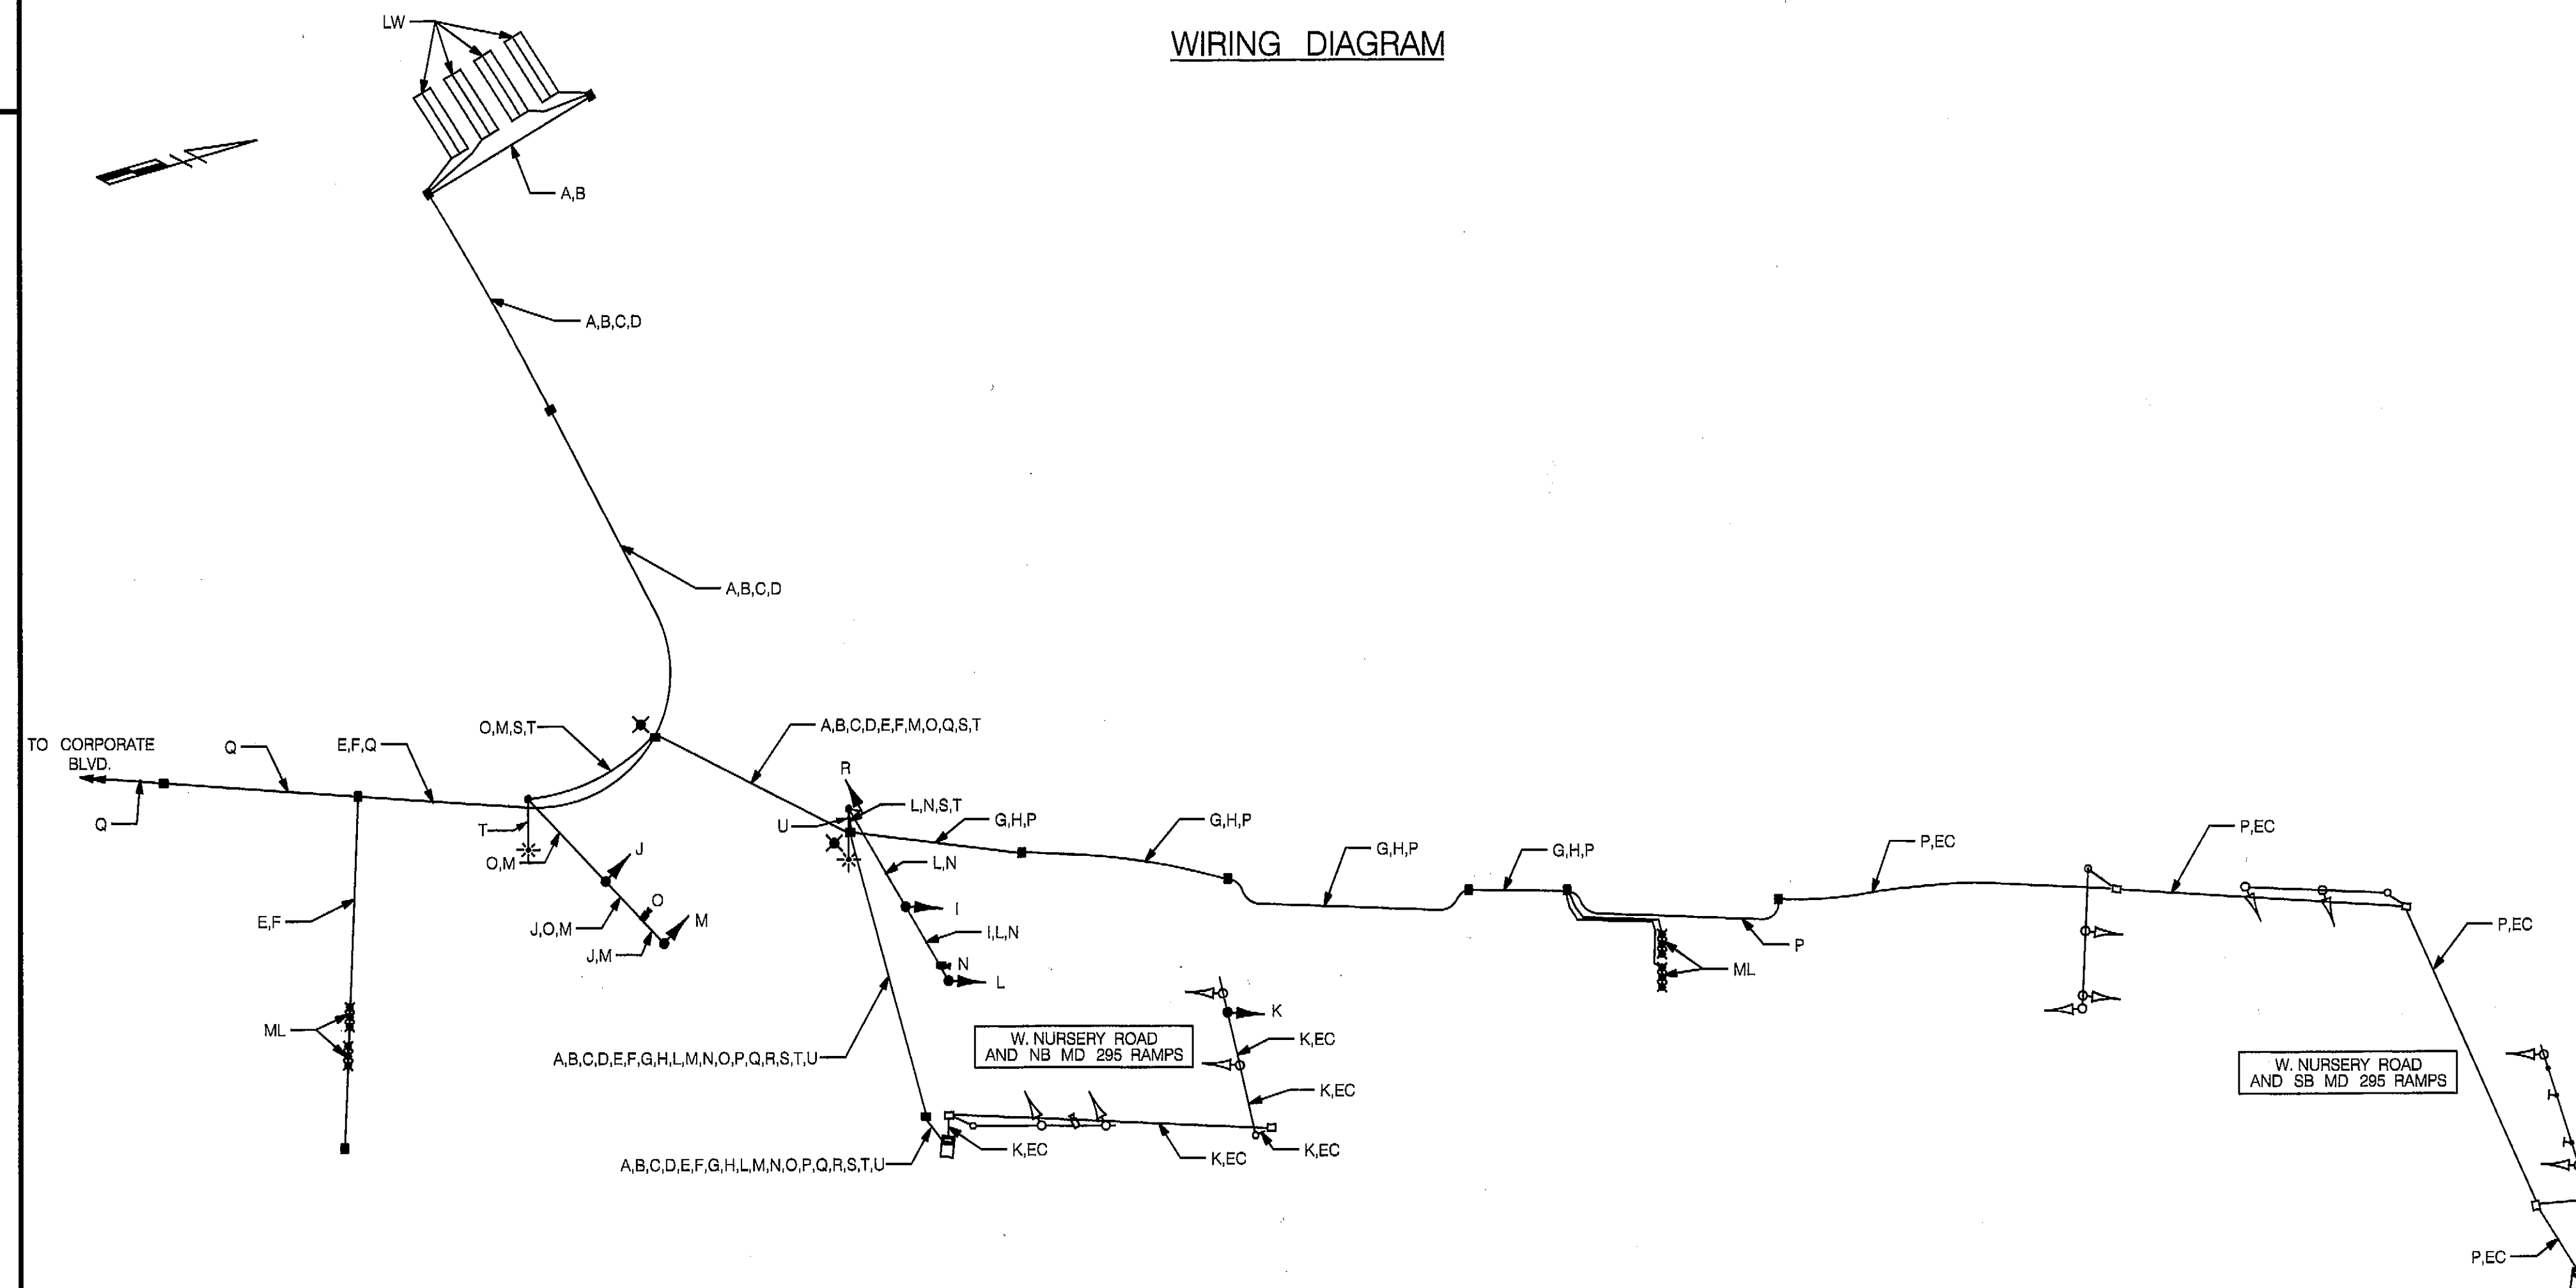 WIRING DIAGRAM
LW
A,B
A,B,C,D
A,B,C,D
TO CORPORATE
BLVD.
Q
Q
E,F,Q
O,M,S,T
A,B,C,D,E,F,M,O,Q,S,T
R
L,N,S,T
U
T
O,M
J
O
M
J,O,M
J,M
E,F
ML
G,H,P
G,H,P
G,H,P
G,H,P
L,N
I
I,L,N
N
L
P
ML
P,EC
P,EC
P,EC
A,B,C,D,E,F,G,H,L,M,N,O,P,Q,R,S,T,U
W. NURSERY ROAD
AND NB MD 295 RAMPS
K
K,EC
K,EC
K,EC
K,EC
K,EC
A,B,C,D,E,F,G,H,L,M,N,O,P,Q,R,S,T,U
W. NURSERY ROAD
AND SB MD 295 RAMPS
P,EC